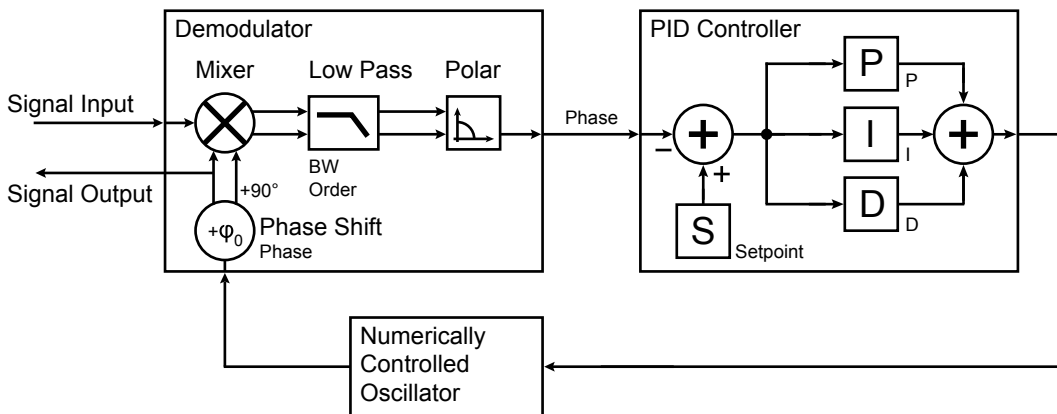 Demodulator
Mixer
Low Pass
Polar
Signal Input
BW
Order
Signal Output
+90°
+φ₀
Phase Shift
Phase
Phase
PID Controller
−
+
+
S
Setpoint
P
P
I
I
D
D
+
Numerically
Controlled
Oscillator